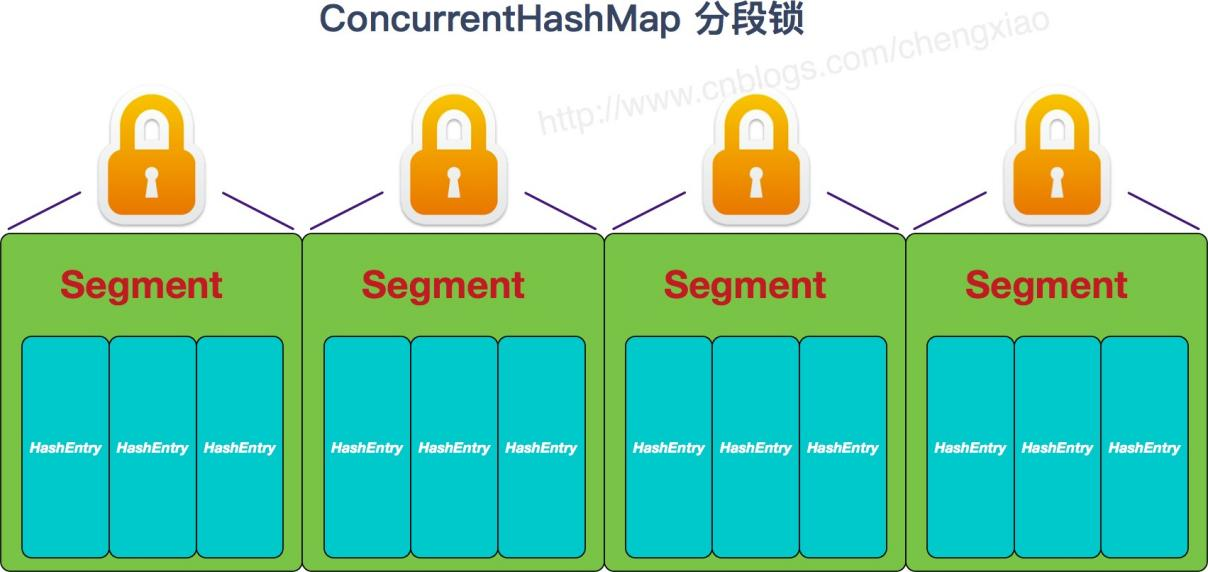 ConcurrentHashMap 分段锁
http://www.cnblogs.com/chengxiao
Segment Segment Segment Segment
HashEntry HashEntry HashEntry HashEntry HashEntry HashEntry HashEntry HashEntry HashEntry HashEntry HashEntry HashEntry